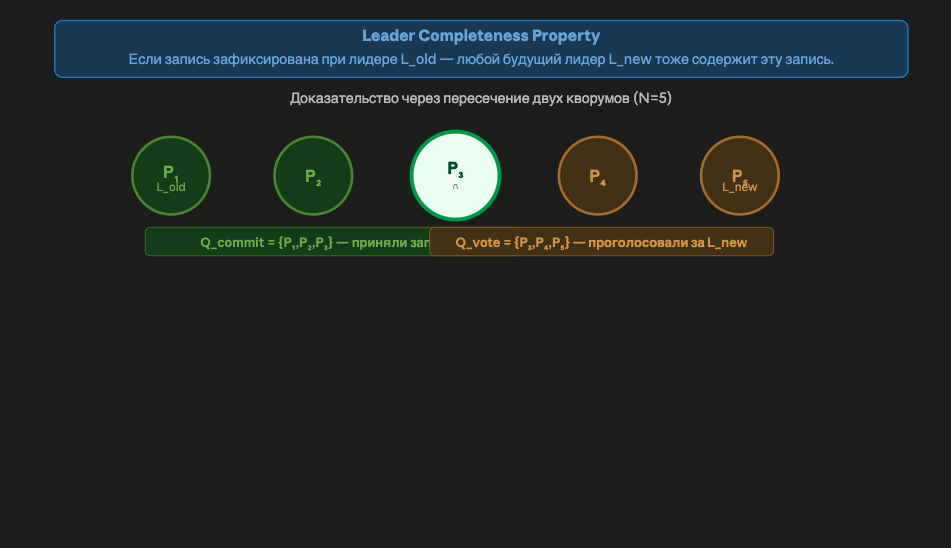 Leader Completeness Property
Если запись зафиксирована при лидере L_old — любой будущий лидер L_new тоже содержит эту запись.
Доказательство через пересечение двух кворумов (N=5)
P₁
L_old
P₂
P₃
∩
P₄
P₅
L_new
Q_commit = {P₁,P₂,P₃} — приняли
Q_vote = {P₃,P₄,P₅} — проголосовали за L_new